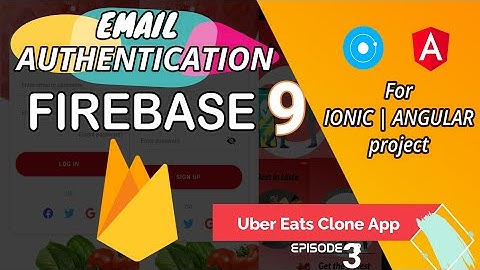 EMAIL
AUTHENTICATION
FIREBASE 9
For
IONIC | ANGULAR
project
LOG IN
SIGN UP
Uber Eats Clone App
EPISODE 3